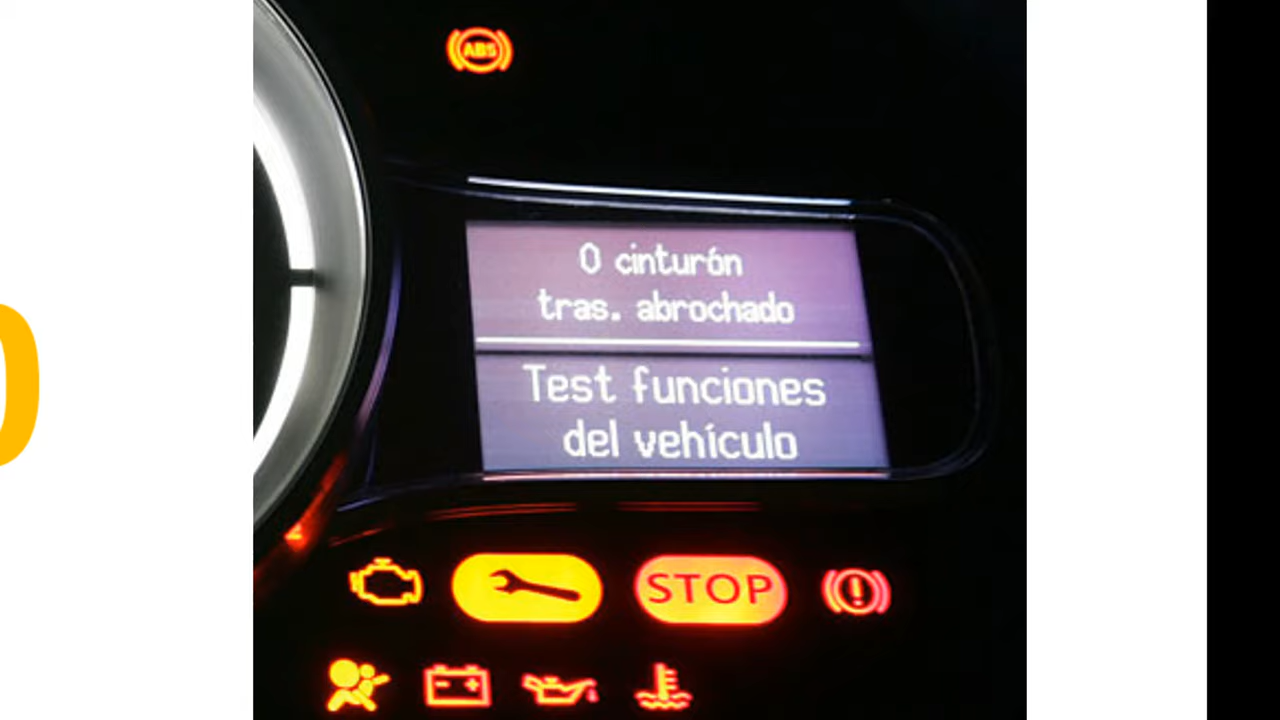 ABS
0 cinturón
tras. abrochado
Test funciones
del vehículo
STOP